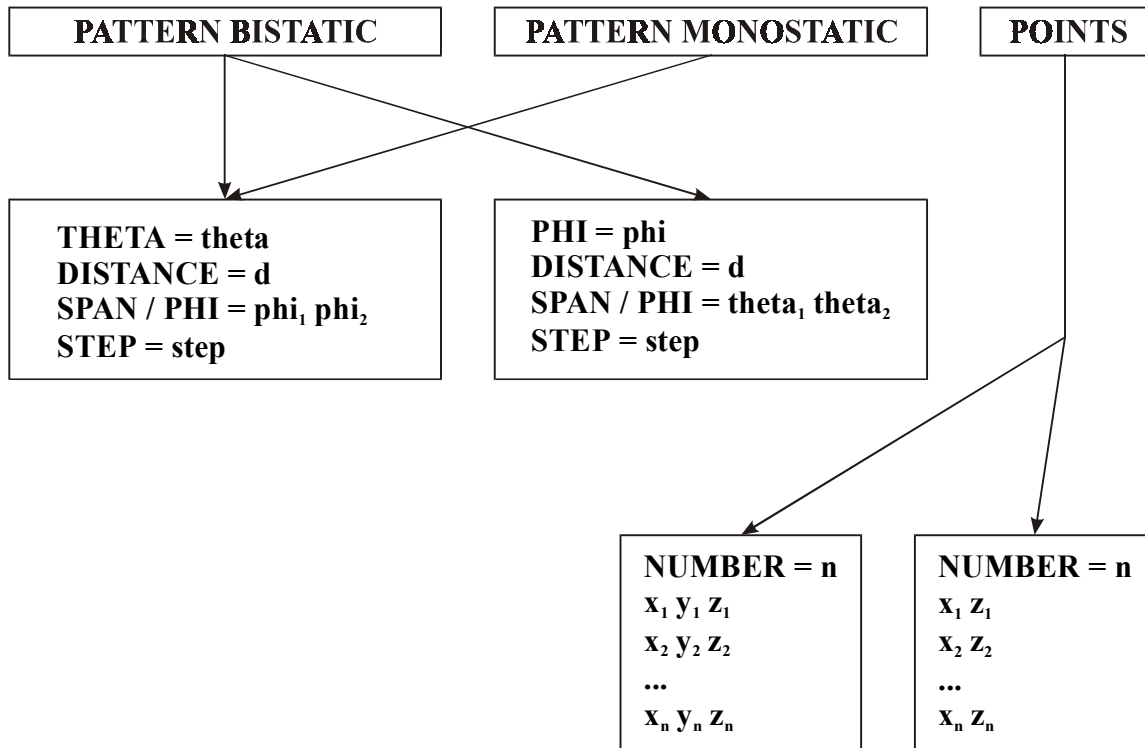 PATTERN BISTATIC
PATTERN MONOSTATIC
POINTS
THETA = theta
DISTANCE = d
SPAN / PHI = phi₁ phi₂
STEP = step
PHI = phi
DISTANCE = d
SPAN / PHI = theta₁ theta₂
STEP = step
NUMBER = n
x₁ y₁ z₁
x₂ y₂ z₂
...
xₙ yₙ zₙ
NUMBER = n
x₁ z₁
x₂ z₂
...
xₙ zₙ